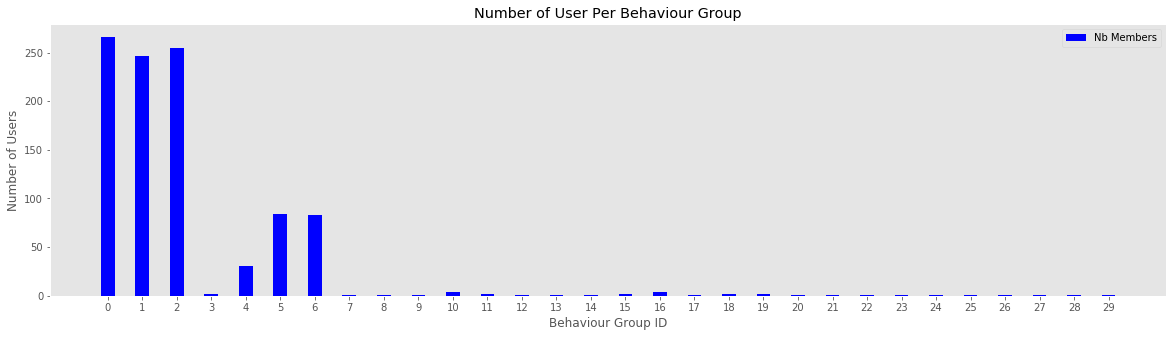 Number of User Per Behaviour Group
Nb Members
250
200
150
100
50
0
Number of Users
0 1 2 3 4 5 6 7 8 9 10 11 12 13 14 15 16 17 18 19 20 21 22 23 24 25 26 27 28 29
Behaviour Group ID